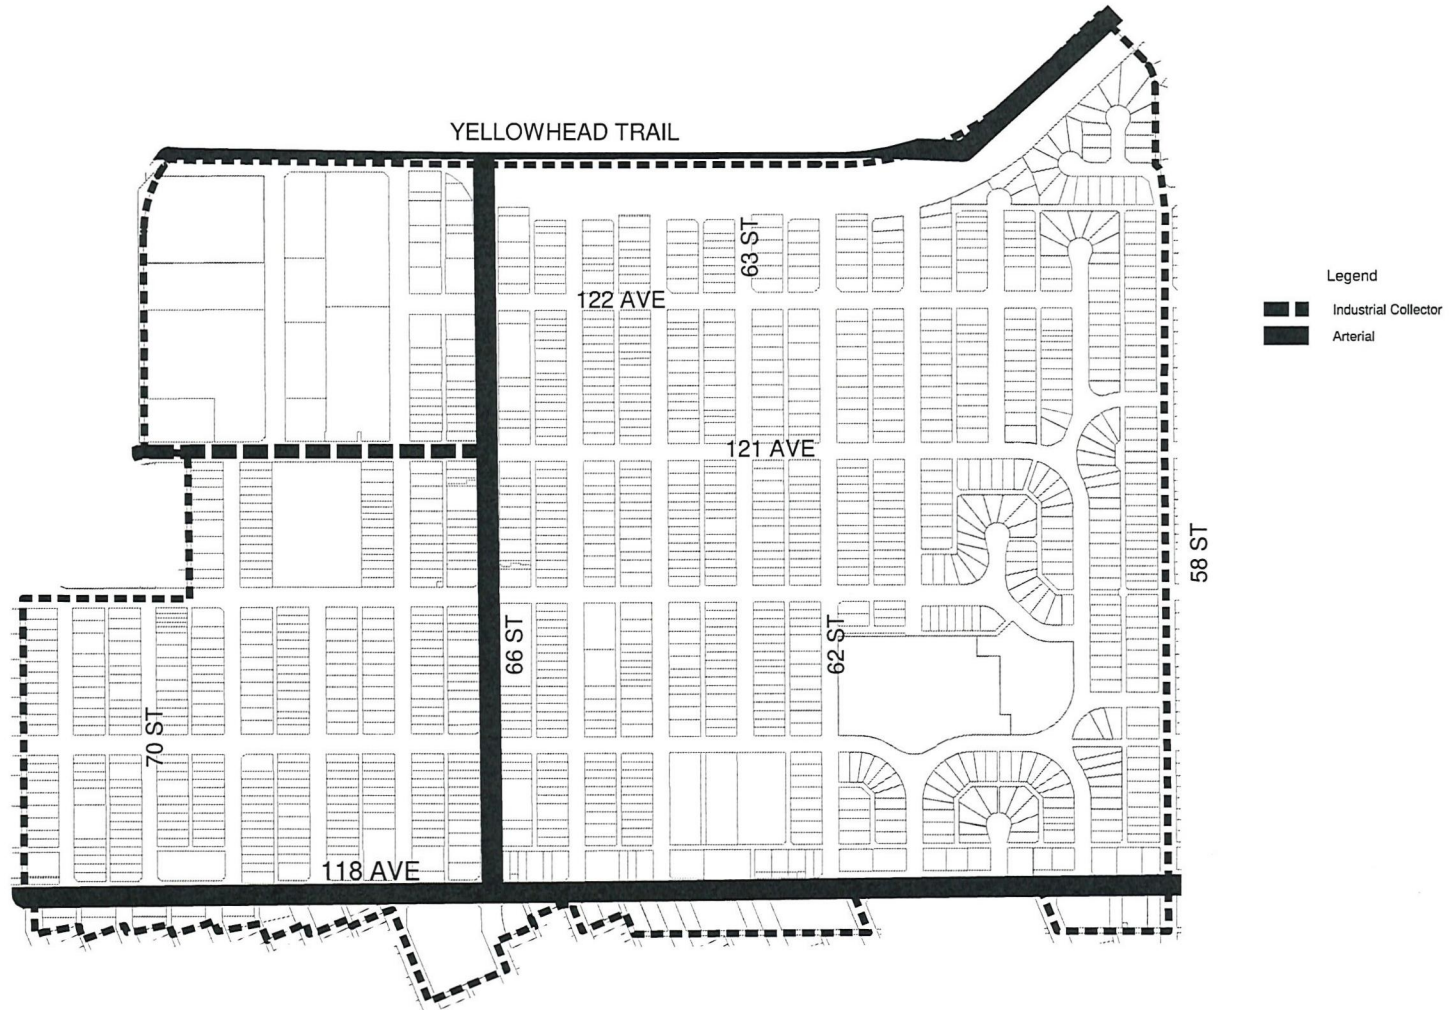 YELLOWHEAD TRAIL
63 ST
122 AVE
Legend
Industrial Collector
Arterial
121 AVE
58 ST
66 ST
62 ST
70 ST
118 AVE